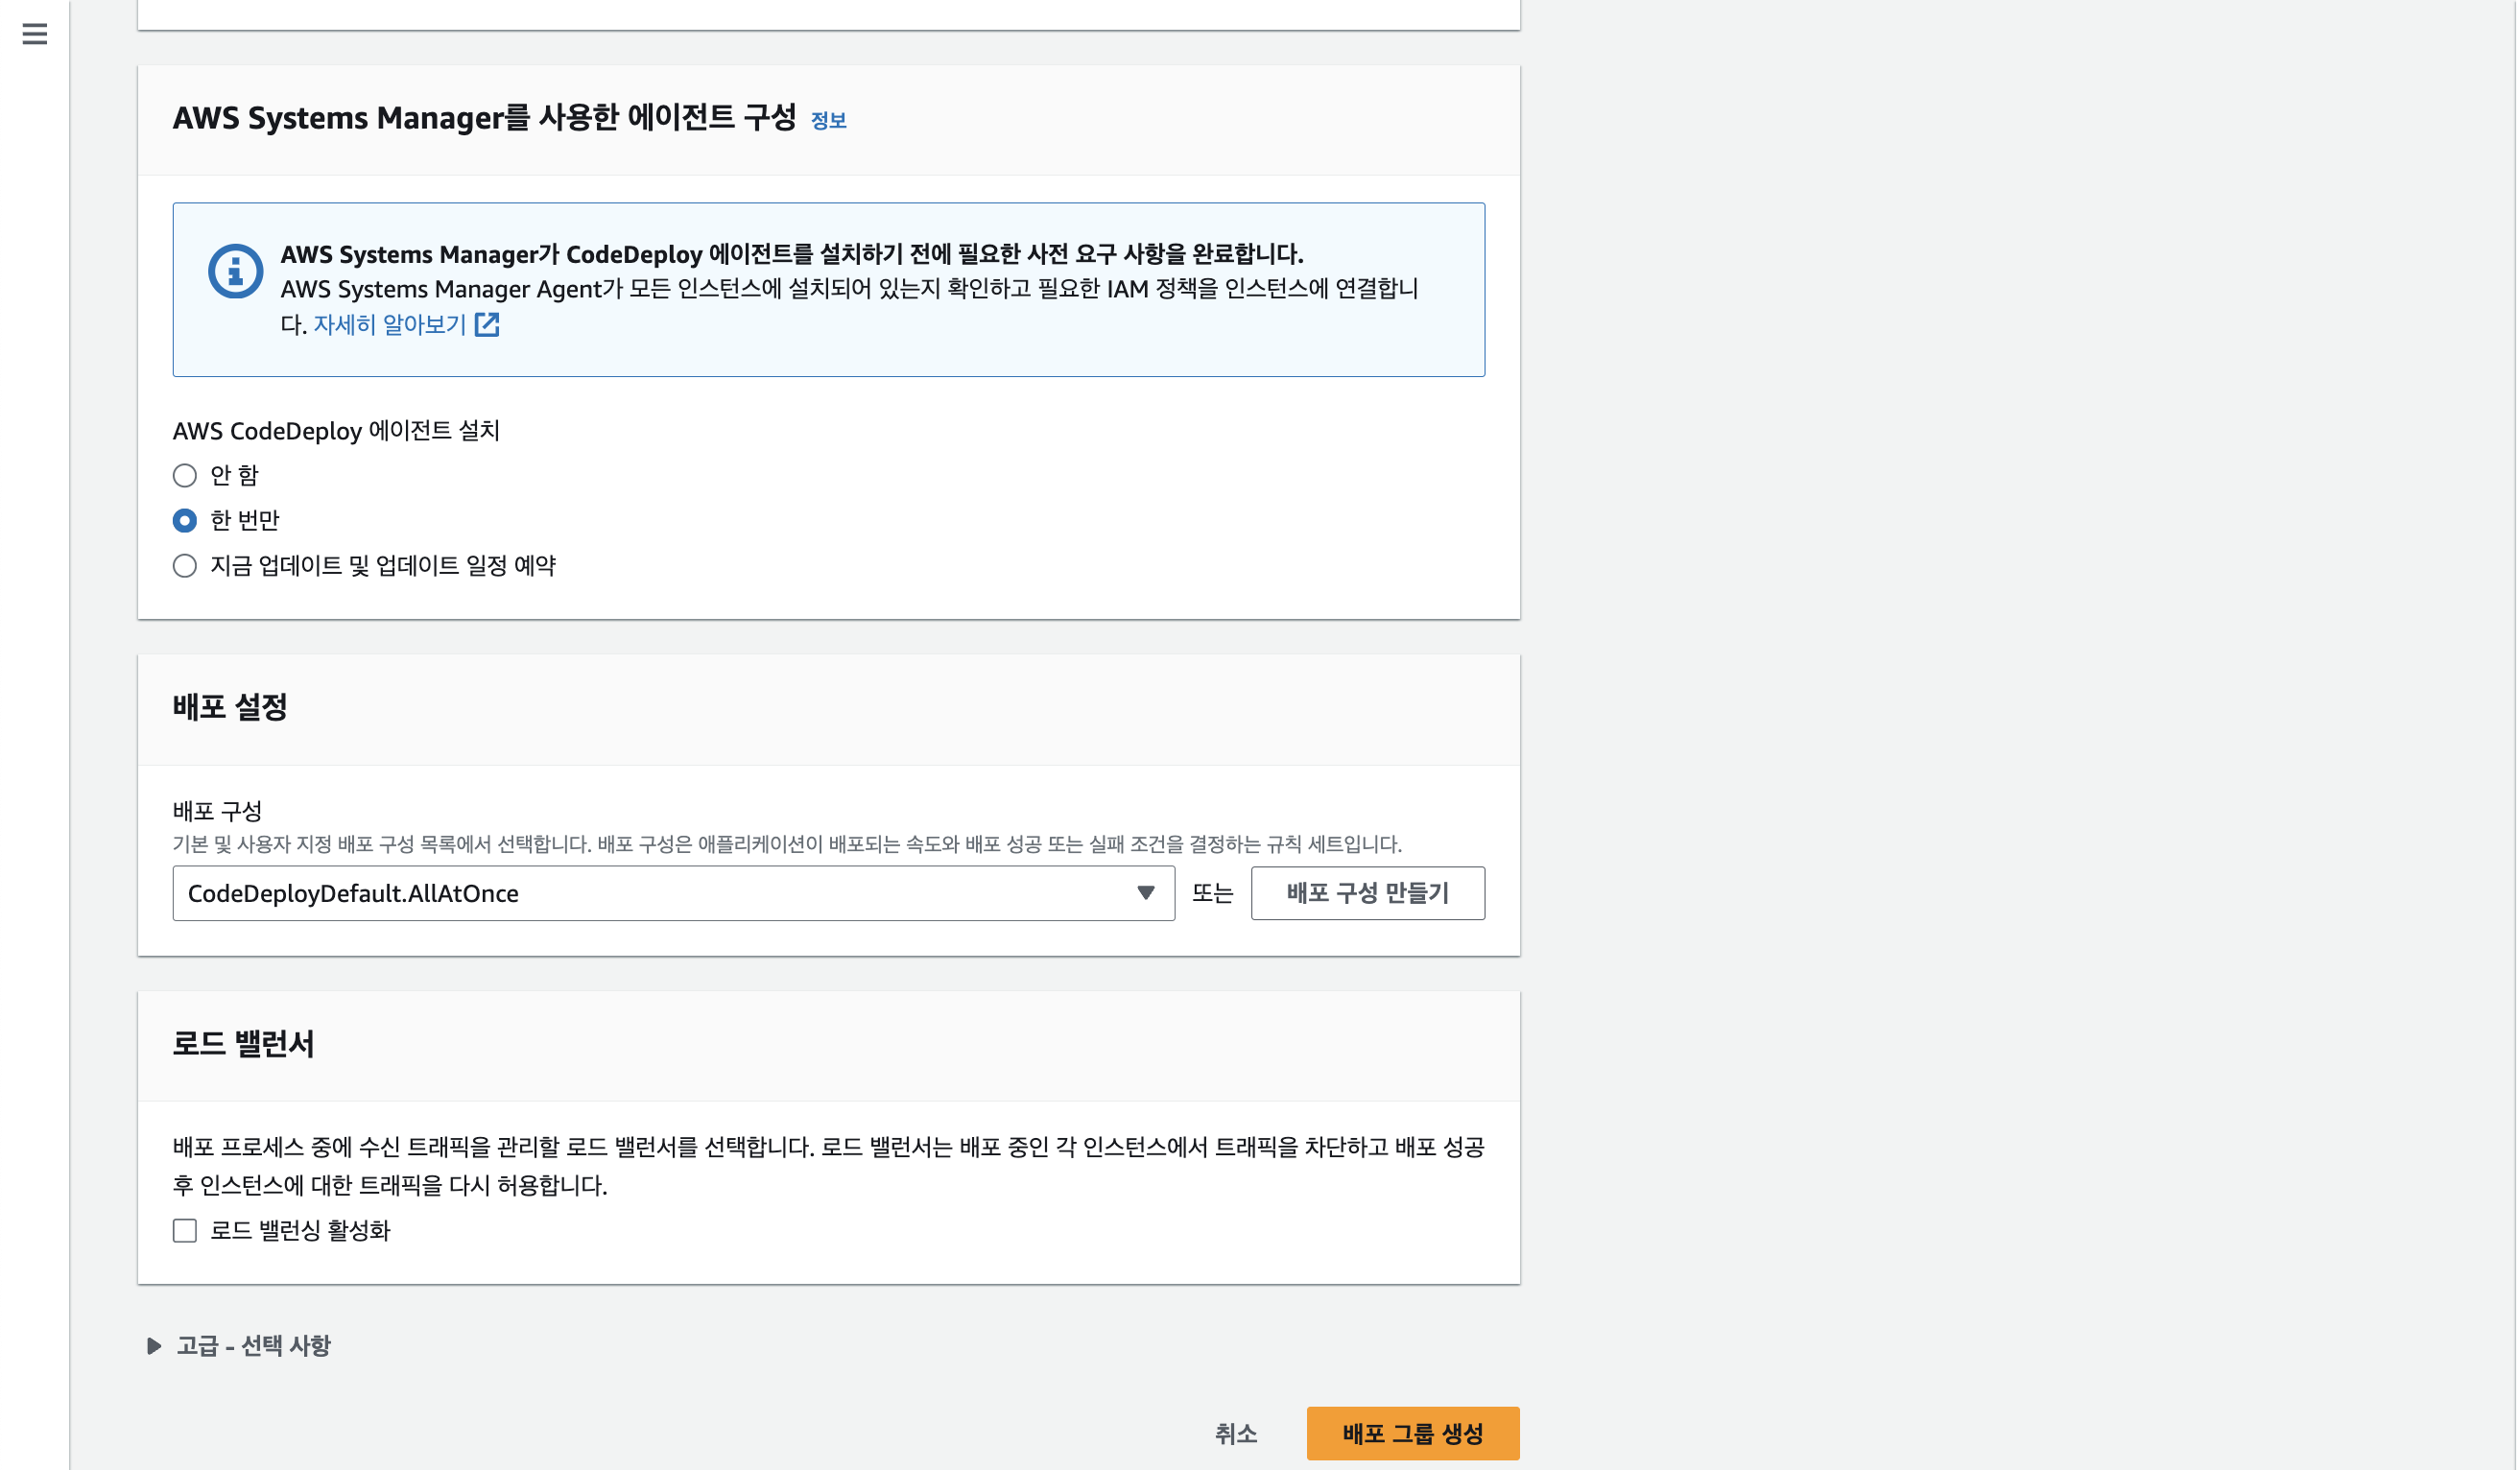 AWS Systems Manager를 사용한 에이전트 구성 정보
AWS Systems Manager가 CodeDeploy 에이전트를 설치하기 전에 필요한 사전 요구 사항을 완료합니다.
AWS Systems Manager Agent가 모든 인스턴스에 설치되어 있는지 확인하고 필요한 IAM 정책을 인스턴스에 연결합니
다. 자세히 알아보기
AWS CodeDeploy 에이전트 설치
안 함
한 번만
지금 업데이트 및 업데이트 일정 예약
배포 설정
배포 구성
기본 및 사용자 지정 배포 구성 목록에서 선택합니다. 배포 구성은 애플리케이션이 배포되는 속도와 배포 성공 또는 실패 조건을 결정하는 규칙 세트입니다.
CodeDeployDefault.AllAtOnce 또는 배포 구성 만들기
로드 밸런서
배포 프로세스 중에 수신 트래픽을 관리할 로드 밸런서를 선택합니다. 로드 밸런서는 배포 중인 각 인스턴스에서 트래픽을 차단하고 배포 성공
후 인스턴스에 대한 트래픽을 다시 허용합니다.
로드 밸런싱 활성화
고급 - 선택 사항
취소 배포 그룹 생성